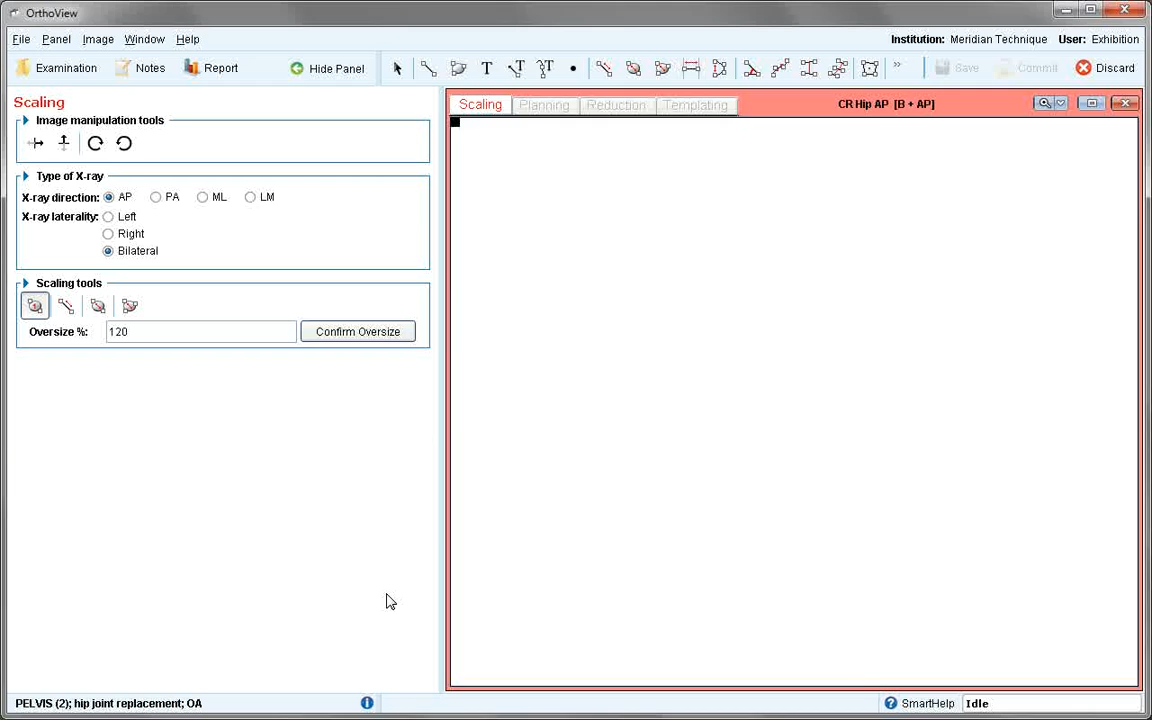 OrthoView
File Panel Image Window Help Institution: Meridian Technique User: Exhibition
Examination Notes Report Hide Panel T T T » Save Commit Discard
Scaling
Scaling Planning Reduction Templating CR Hip AP [B + AP]
Image manipulation tools
Type of X-ray
X-ray direction: AP PA ML LM
X-ray laterality: Left
Right
Bilateral
Scaling tools
Oversize %: 120 Confirm Oversize
PELVIS (2); hip joint replacement; OA SmartHelp Idle